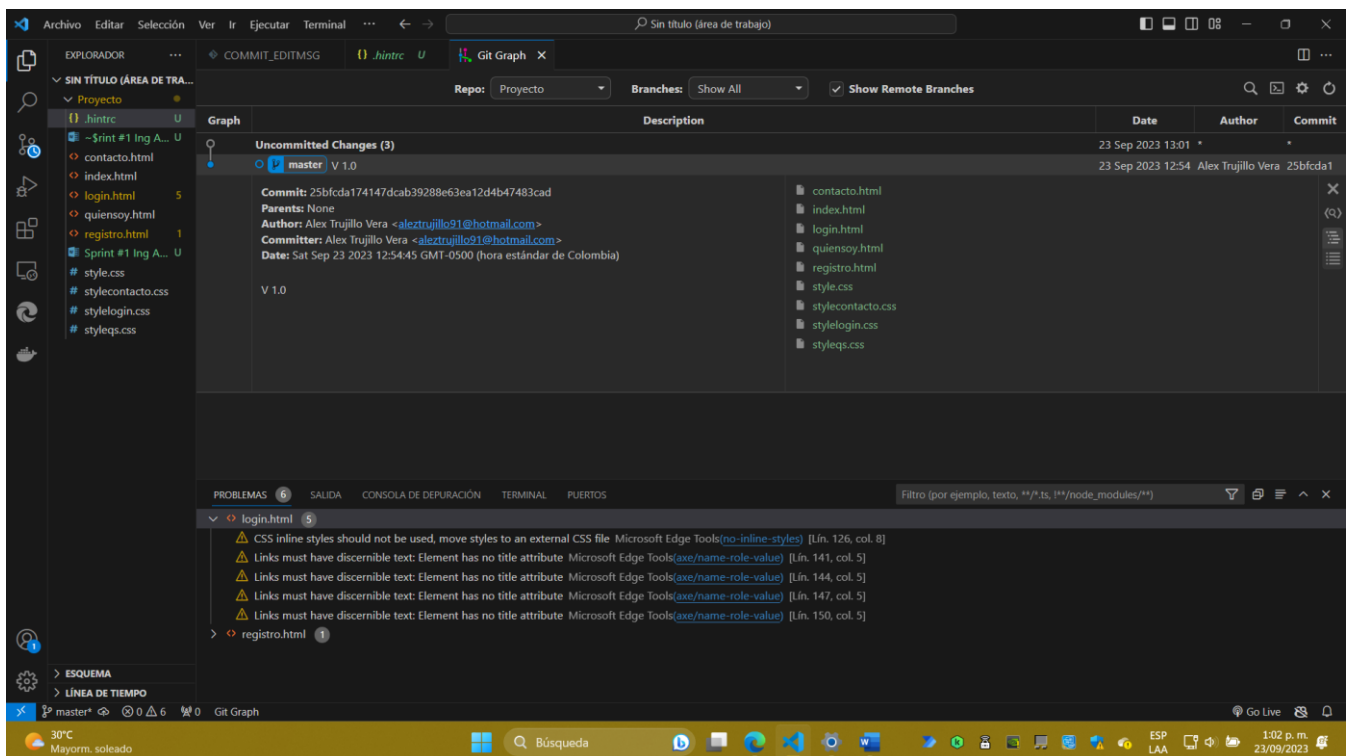 Archivo Editar Selección Ver Ir Ejecutar Terminal ··· Sin título (área de trabajo)
EXPLORADOR ···
COMMIT_EDITMSG {} .hintrc U Git Graph ×
SIN TÍTULO (ÁREA DE TRA...
Proyecto
{} .hintrc U
~$rint #1 Ing A... U
contacto.html
index.html
login.html 5
quiensoy.html
registro.html 1
Sprint #1 Ing A... U
# style.css
# stylecontacto.css
# stylelogin.css
# styleqs.css
ESQUEMA
LÍNEA DE TIEMPO
Repo: Proyecto Branches: Show All Show Remote Branches
Graph Description Date Author Commit
Uncommitted Changes (3) 23 Sep 2023 13:01 * *
master V 1.0 23 Sep 2023 12:54 Alex Trujillo Vera 25bfcda1
Commit: 25bfcda174147dcab39288e63ea12d4b47483cad
Parents: None
Author: Alex Trujillo Vera <aleztrujillo91@hotmail.com>
Committer: Alex Trujillo Vera <aleztrujillo91@hotmail.com>
Date: Sat Sep 23 2023 12:54:45 GMT-0500 (hora estándar de Colombia)
V 1.0
contacto.html
index.html
login.html
quiensoy.html
registro.html
style.css
stylecontacto.css
stylelogin.css
styleqs.css
PROBLEMAS 6 SALIDA CONSOLA DE DEPURACIÓN TERMINAL PUERTOS Filtro (por ejemplo, texto, **/*.ts, !**/node_modules/**)
login.html 5
CSS inline styles should not be used, move styles to an external CSS file Microsoft Edge Tools(no-inline-styles) [Lín. 126, col. 8]
Links must have discernible text: Element has no title attribute Microsoft Edge Tools(axe/name-role-value) [Lín. 141, col. 5]
Links must have discernible text: Element has no title attribute Microsoft Edge Tools(axe/name-role-value) [Lín. 144, col. 5]
Links must have discernible text: Element has no title attribute Microsoft Edge Tools(axe/name-role-value) [Lín. 147, col. 5]
Links must have discernible text: Element has no title attribute Microsoft Edge Tools(axe/name-role-value) [Lín. 150, col. 5]
registro.html 1
master* 0 6 0 Git Graph Go Live
30°C
Mayorm. soleado
Búsqueda
ESP
LAA
1:02 p. m.
23/09/2023